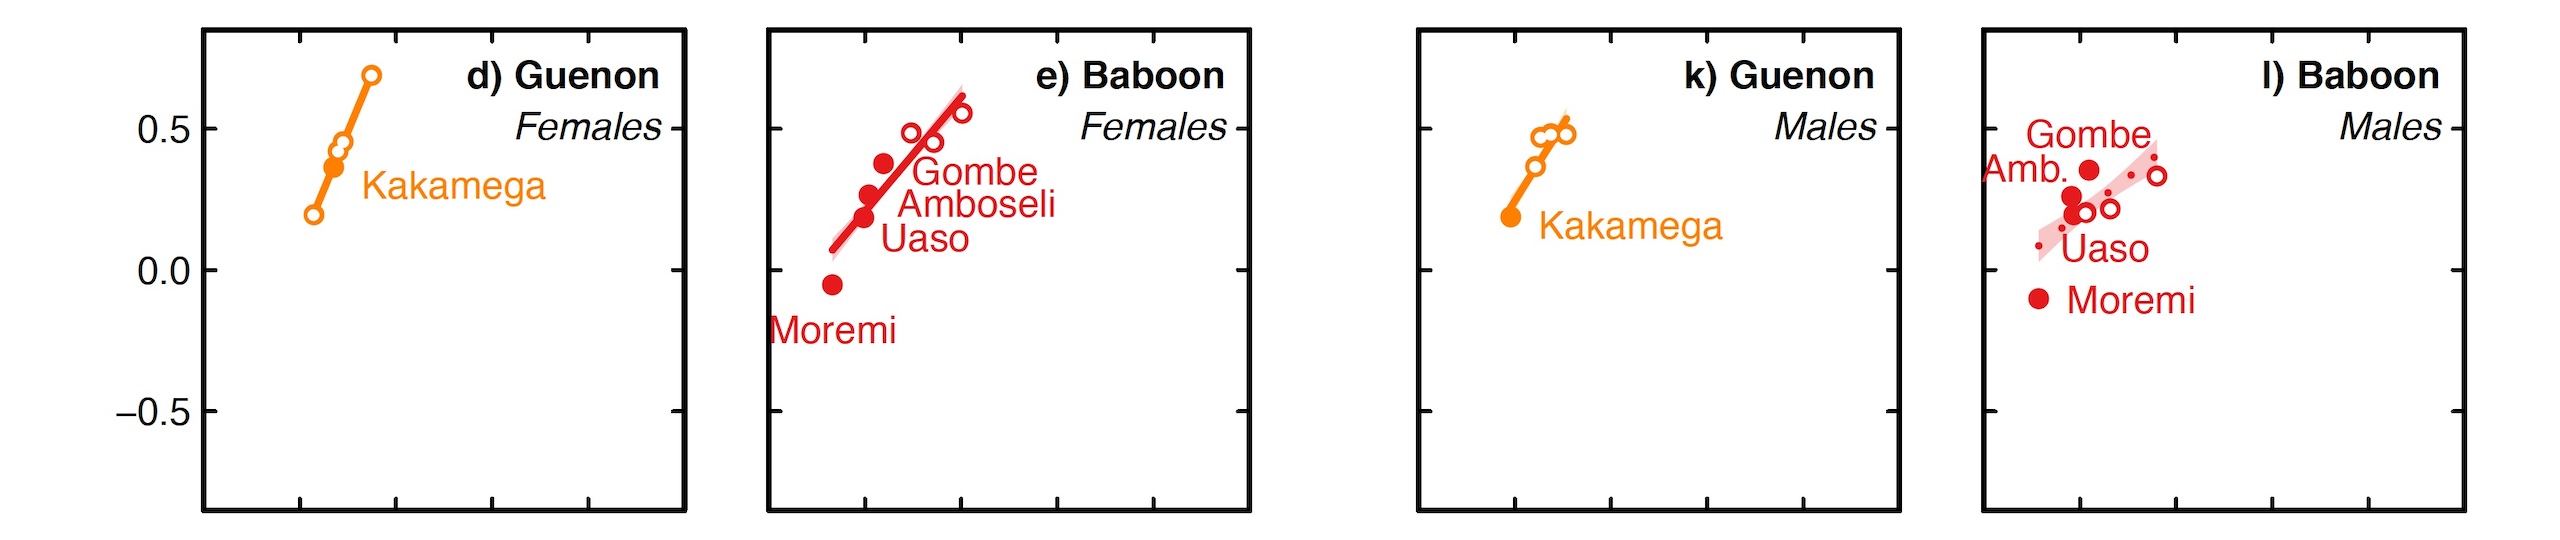 d) Guenon
Females
0.5
0.0
−0.5
Kakamega
e) Baboon
Females
Gombe
Amboseli
Uaso
Moremi
k) Guenon
Males
Kakamega
l) Baboon
Males
Gombe
Amb.
Uaso
Moremi